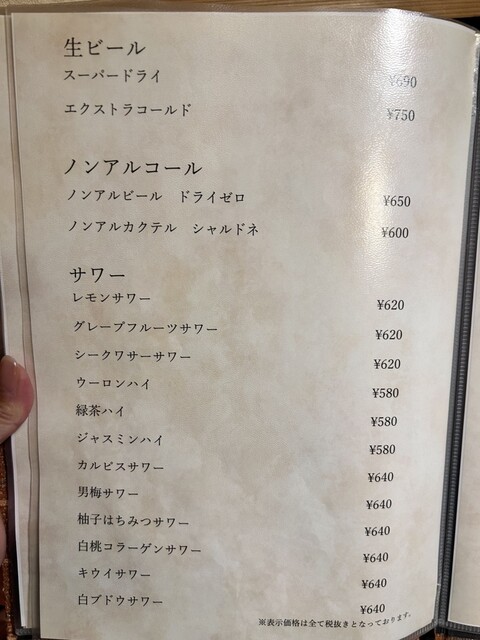 生ビール
スーパードライ ¥690
エクストラコールド ¥750
ノンアルコール
ノンアルビール ドライゼロ ¥650
ノンアルカクテル シャルドネ ¥600
サワー
レモンサワー ¥620
グレープフルーツサワー ¥620
シークワサーサワー ¥620
ウーロンハイ ¥580
緑茶ハイ ¥580
ジャスミンハイ ¥580
カルピスサワー ¥640
男梅サワー ¥640
柚子はちみつサワー ¥640
白桃コラーゲンサワー ¥640
キウイサワー ¥640
白ブドウサワー ¥640
※表示価格は全て税抜きとなっております。